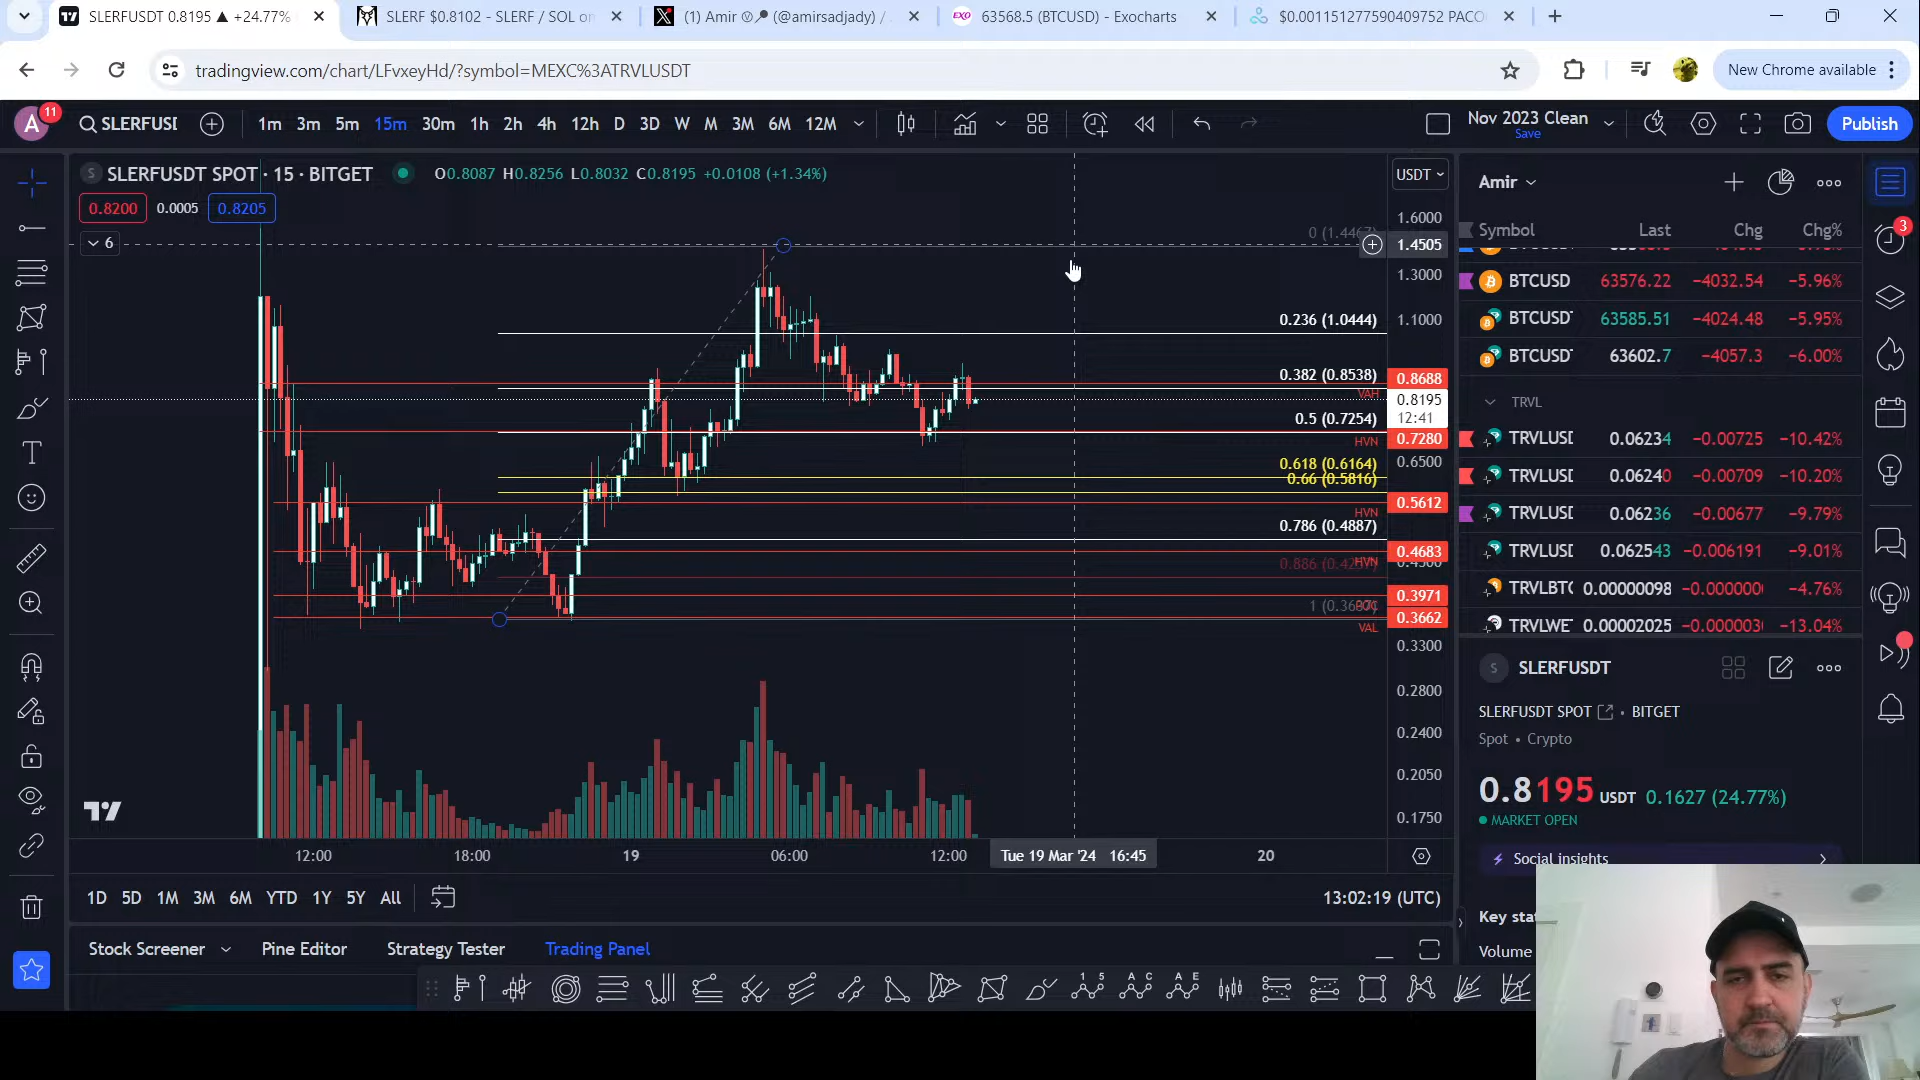 SLERFUSDT 0.8195 ▲ +24.77%
SLERF $0.8102 - SLERF / SOL on
(1) Amir (@amirsadjady) /
63568.5 (BTCUSD) - Exocharts
$0.001151277590409752 PACO
tradingview.com/chart/LFvxeyHd/?symbol=MEXC%3ATRVLUSDT
New Chrome available
A 11
SLERFUSI
1m 3m 5m 15m 30m 1h 2h 4h 12h D 3D W M 3M 6M 12M
Nov 2023 Clean
Save
Publish
S SLERFUSDT SPOT · 15 · BITGET O0.8087 H0.8256 L0.8032 C0.8195 +0.0108 (+1.34%)
0.8200 0.0005 0.8205
6
USDT
1.6000
0 (1.4467)
1.4505
1.3000
0.236 (1.0444)
1.1000
0.382 (0.8538)
0.8688
VAH
0.8195
12:41
0.5 (0.7254)
HVN
0.7280
0.618 (0.6164)
0.6500
0.66 (0.5816)
0.5612
HVN
0.786 (0.4887)
0.4683
HVN
0.4500
0.3971
0.3662
VAL
0.3300
0.2800
0.2400
0.2050
0.1750
12:00 18:00 19 06:00 12:00 Tue 19 Mar '24 16:45 20
1D 5D 1M 3M 6M YTD 1Y 5Y All
13:02:19 (UTC)
Stock Screener Pine Editor Strategy Tester Trading Panel
Amir
Symbol Last Chg Chg%
BTCUSD 63576.22 −4032.54 −5.96%
BTCUSDT 63585.51 −4024.48 −5.95%
BTCUSDT 63602.7 −4057.3 −6.00%
TRVL
TRVLUSI 0.06234 −0.00725 −10.42%
TRVLUSI 0.06240 −0.00709 −10.20%
TRVLUSI 0.06236 −0.00677 −9.79%
TRVLUSI 0.062543 −0.006191 −9.01%
TRVLBTC 0.00000098 −0.0000000 −4.76%
TRVLWE 0.00002025 −0.0000030 −13.04%
S SLERFUSDT
SLERFUSDT SPOT • BITGET
Spot • Crypto
0.8195 USDT 0.1627 (24.77%)
MARKET OPEN
Social insights
Key sta
Volume
3